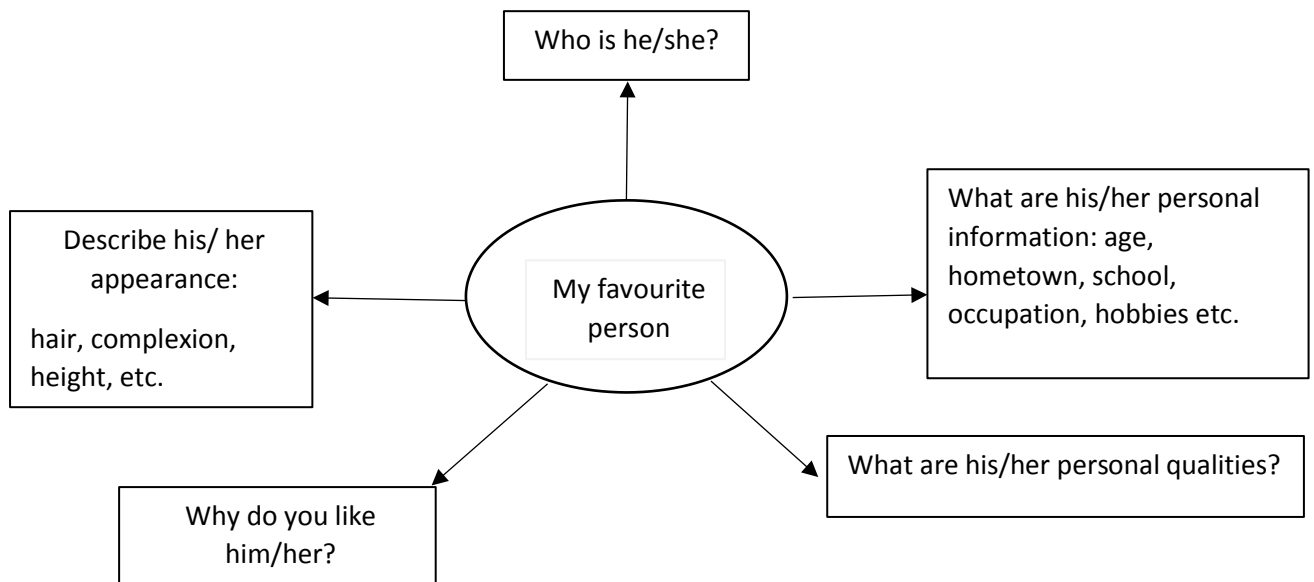 Who is he/she?
What are his/her personal
information: age,
hometown, school,
occupation, hobbies etc.
Describe his/ her
appearance:
hair, complexion,
height, etc.
My favourite
person
What are his/her personal qualities?
Why do you like
him/her?